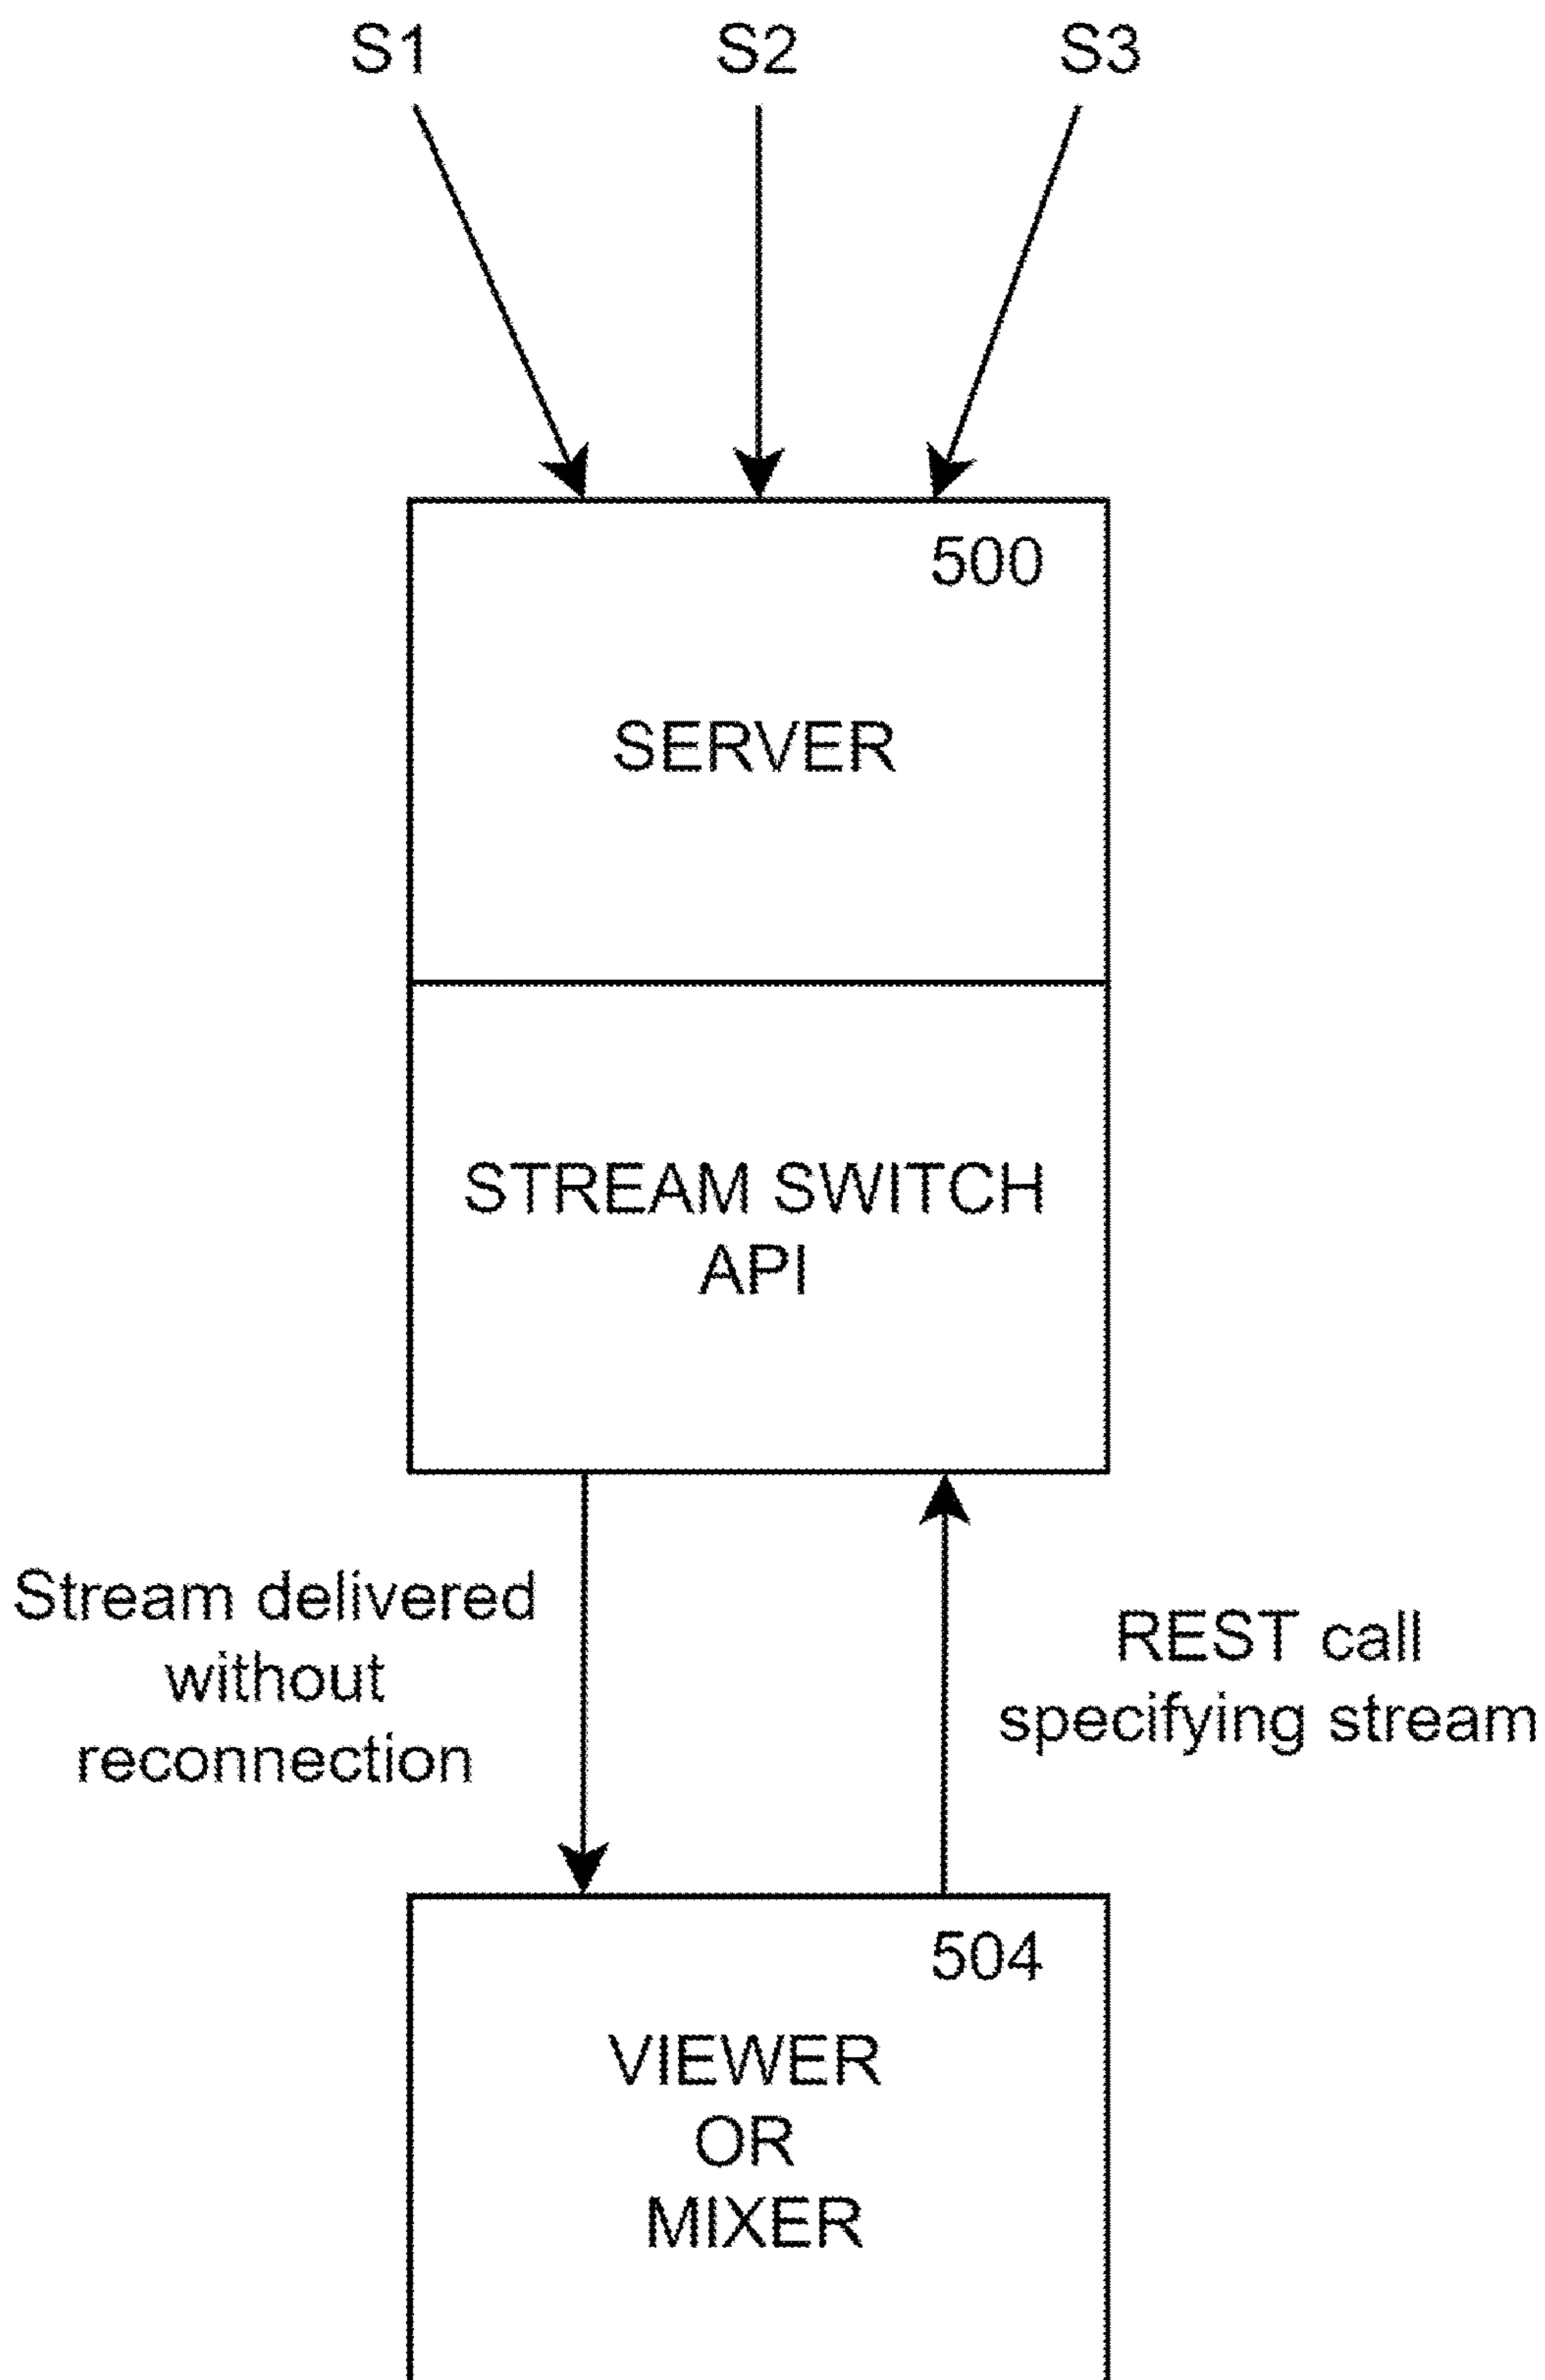 S1 S2 S3
500
SERVER
STREAM SWITCH
API
Stream delivered
without
reconnection
REST call
specifying stream
504
VIEWER
OR
MIXER